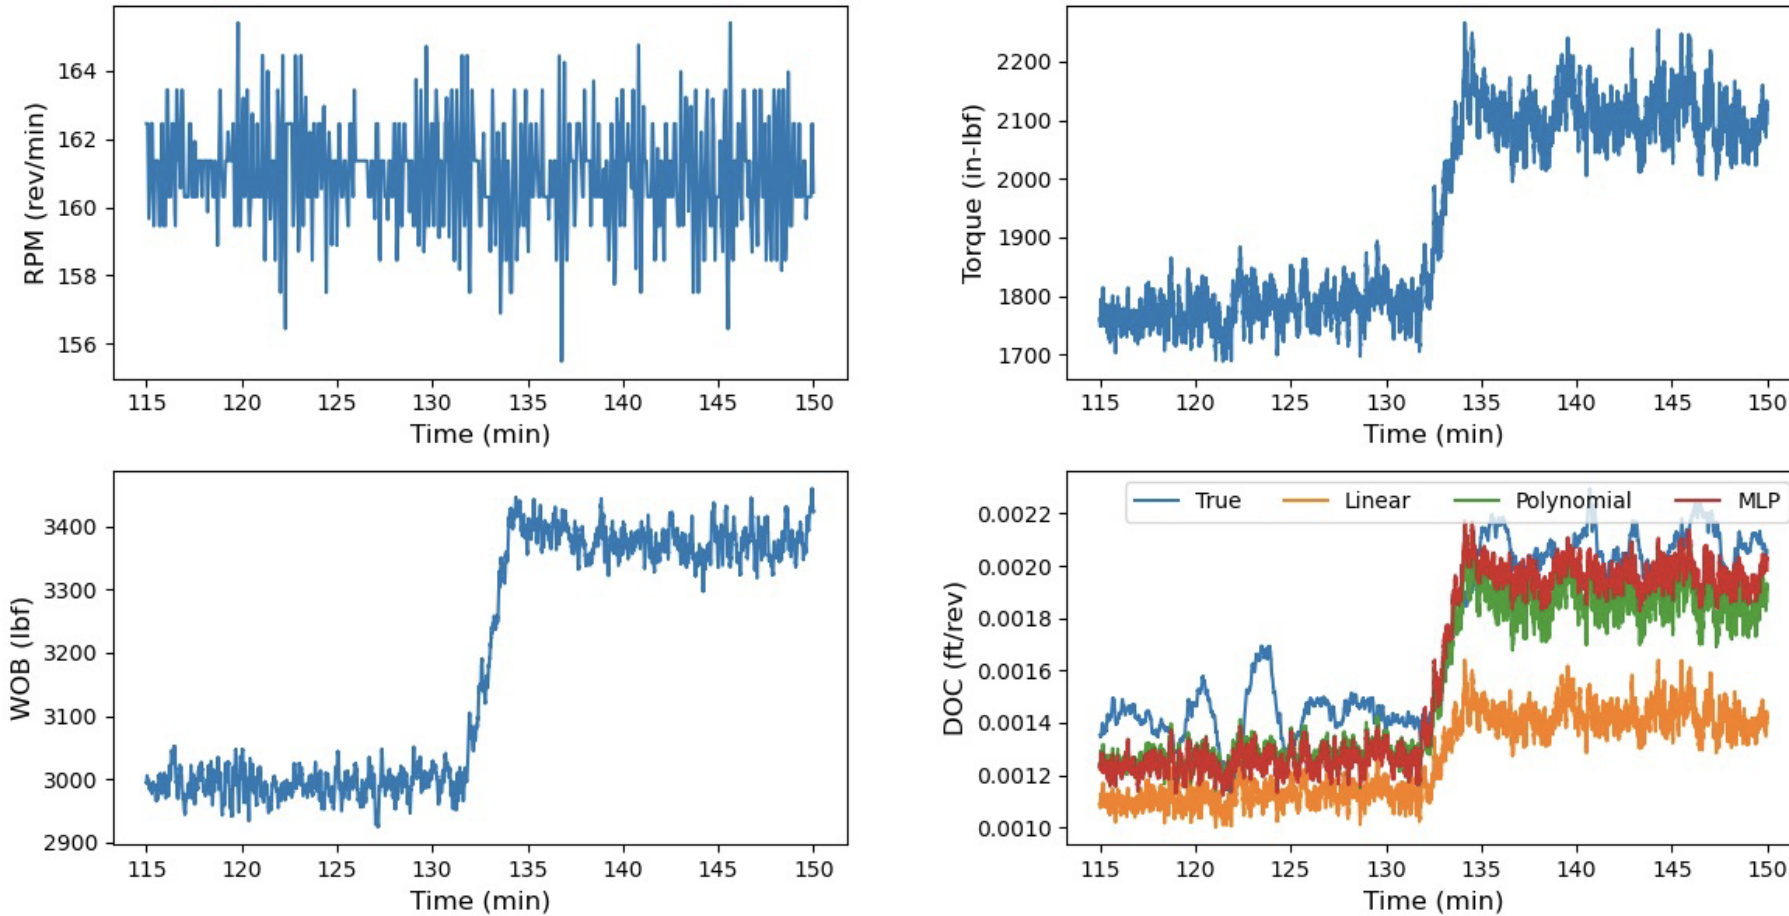 164
162
160
158
156
RPM (rev/min)
115 120 125 130 135 140 145 150
Time (min)
2200
2100
2000
1900
1800
1700
Torque (in-lbf)
115 120 125 130 135 140 145 150
Time (min)
3400
3300
3200
3100
3000
2900
WOB (lbf)
115 120 125 130 135 140 145 150
Time (min)
True Linear Polynomial MLP
0.0022
0.0020
0.0018
0.0016
0.0014
0.0012
0.0010
DOC (ft/rev)
115 120 125 130 135 140 145 150
Time (min)